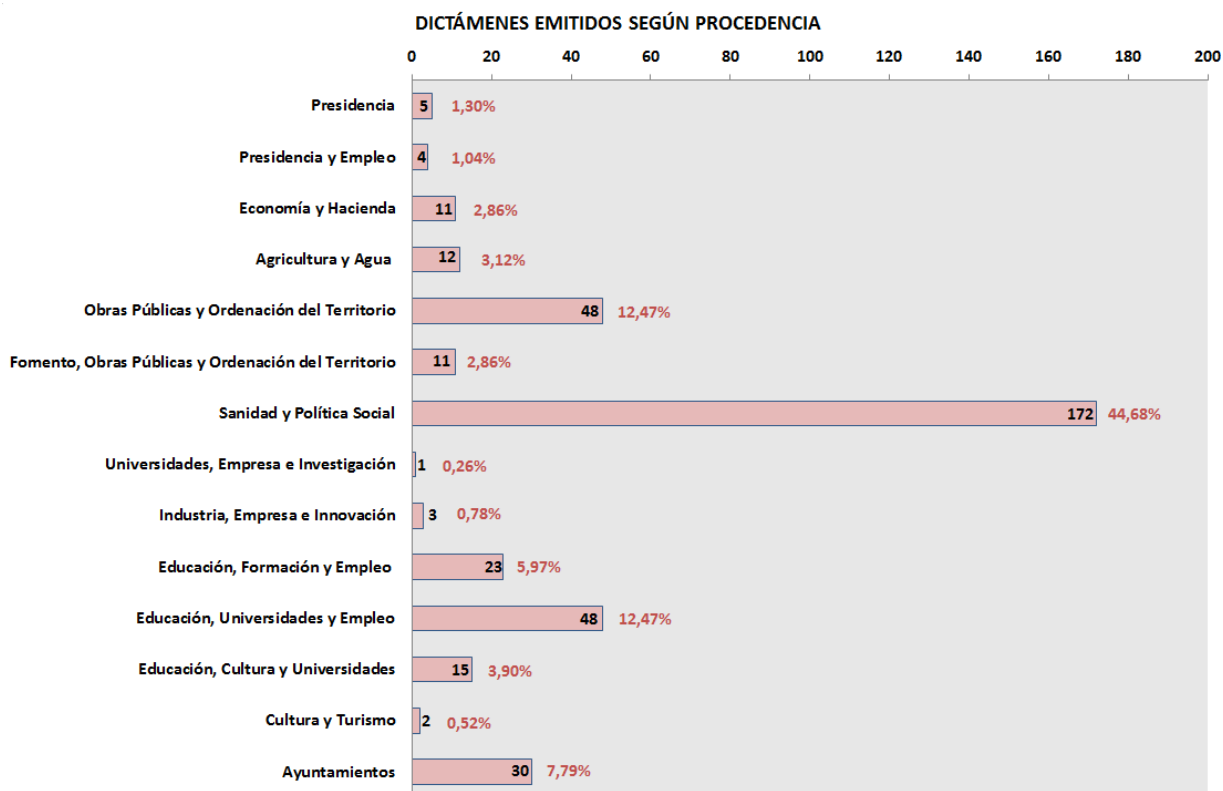 DICTÁMENES EMITIDOS SEGÚN PROCEDENCIA
0 20 40 60 80 100 120 140 160 180 200
Presidencia 5 1,30%
Presidencia y Empleo 4 1,04%
Economía y Hacienda 11 2,86%
Agricultura y Agua 12 3,12%
Obras Públicas y Ordenación del Territorio 48 12,47%
Fomento, Obras Públicas y Ordenación del Territorio 11 2,86%
Sanidad y Política Social 172 44,68%
Universidades, Empresa e Investigación 1 0,26%
Industria, Empresa e Innovación 3 0,78%
Educación, Formación y Empleo 23 5,97%
Educación, Universidades y Empleo 48 12,47%
Educación, Cultura y Universidades 15 3,90%
Cultura y Turismo 2 0,52%
Ayuntamientos 30 7,79%